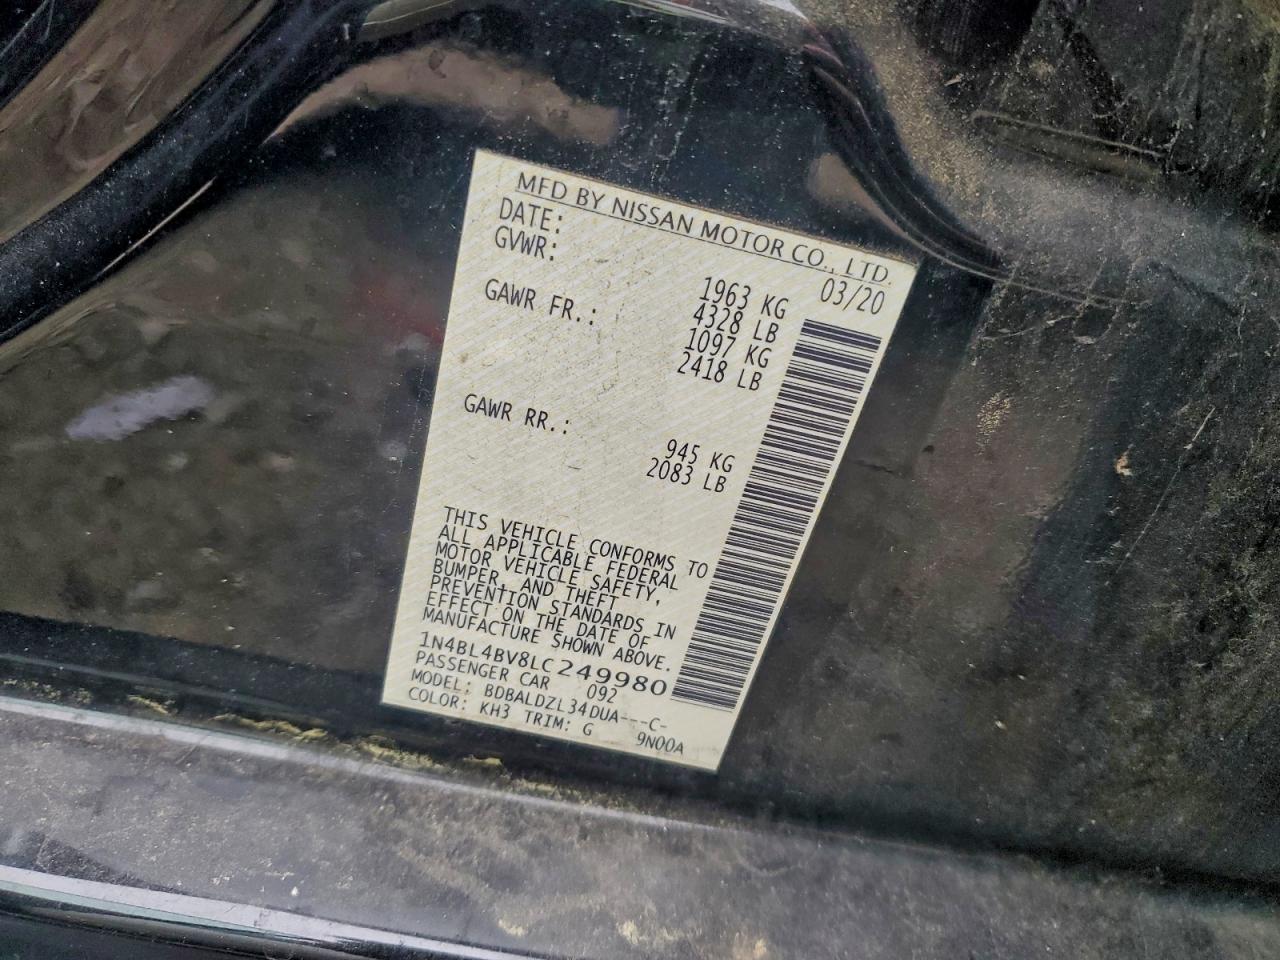 MFD BY NISSAN MOTOR CO., LTD.
DATE: 03/20
GVWR: 1963 KG
4328 LB
GAWR FR.: 1097 KG
2418 LB
GAWR RR.: 945 KG
2083 LB
THIS VEHICLE CONFORMS TO
ALL APPLICABLE FEDERAL
MOTOR VEHICLE SAFETY,
BUMPER, AND THEFT
PREVENTION STANDARDS IN
EFFECT ON THE DATE OF
MANUFACTURE SHOWN ABOVE.
1N4BL4BV8LC249980
PASSENGER CAR 092
MODEL: BDBALDZL34DUA---C-
COLOR: KH3 TRIM: G 9N00A